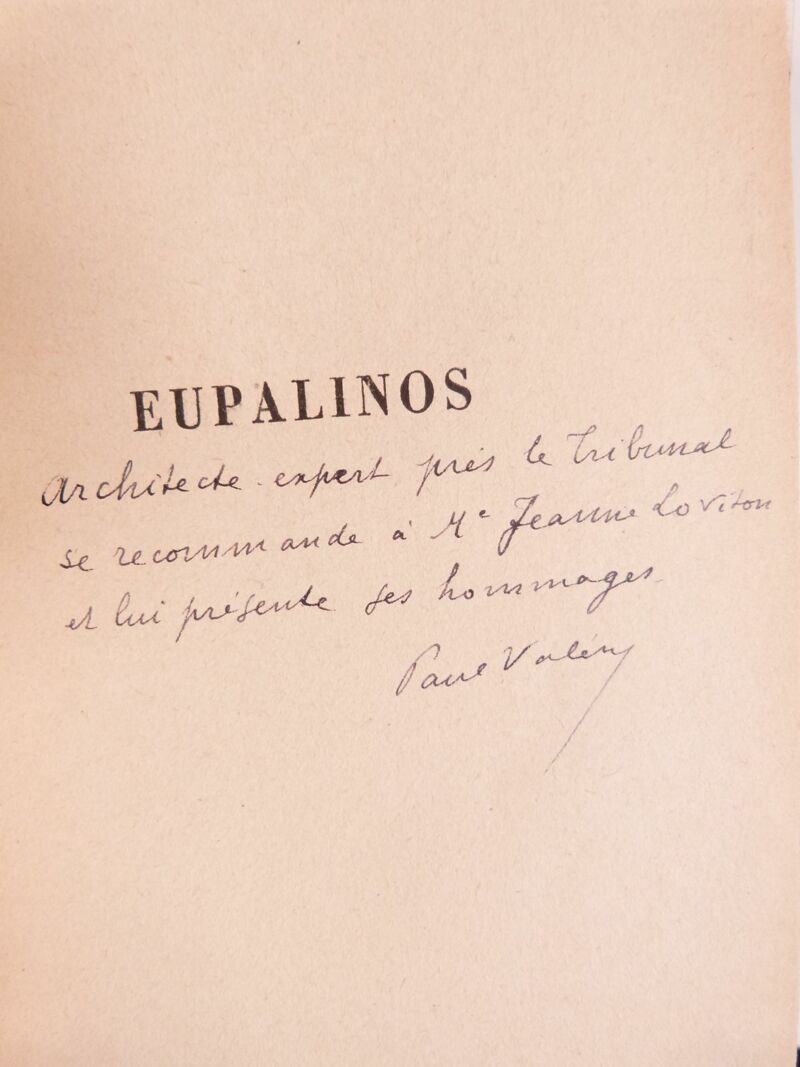 EUPALINOS
Architecte-expert près le Tribunal
se recommande à Me Jeanne Loviton
et lui présente ses hommages
Paul Valéry